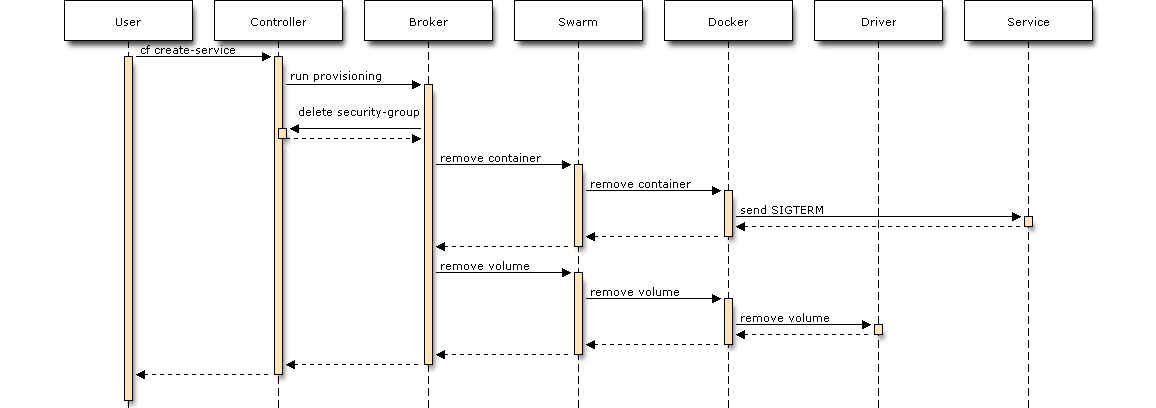 User
Controller
Broker
Swarm
Docker
Driver
Service
cf create-service
run provisioning
delete security-group
remove container
remove container
send SIGTERM
remove volume
remove volume
remove volume